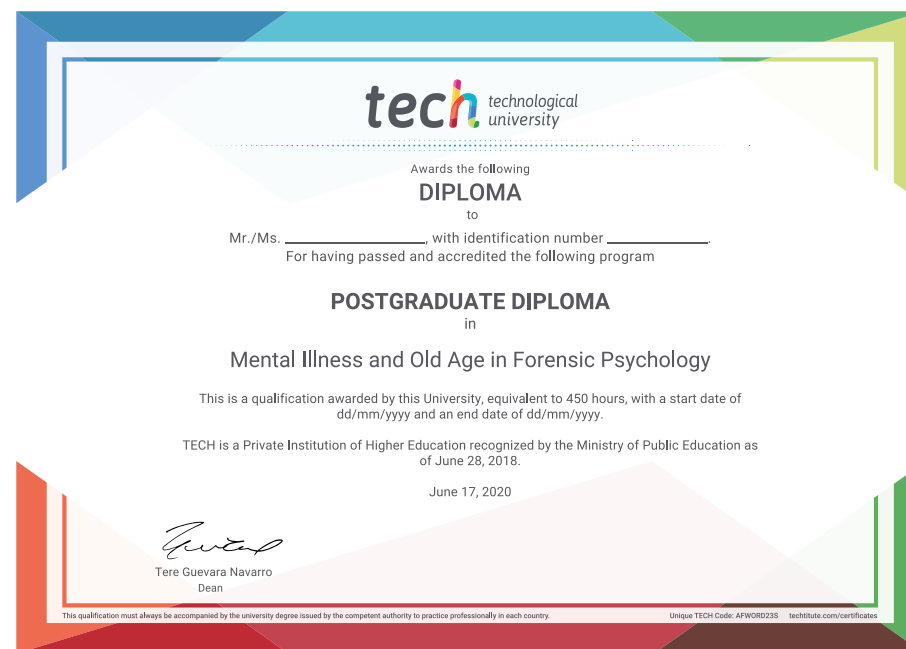 tech technological
university
Awards the following
DIPLOMA
to
Mr./Ms. ____________________, with identification number ______________.
For having passed and accredited the following program
POSTGRADUATE DIPLOMA
in
Mental Illness and Old Age in Forensic Psychology
This is a qualification awarded by this University, equivalent to 450 hours, with a start date of
dd/mm/yyyy and an end date of dd/mm/yyyy.
TECH is a Private Institution of Higher Education recognized by the Ministry of Public Education as
of June 28, 2018.
June 17, 2020
Tere Guevara Navarro
Dean
This qualification must always be accompanied by the university degree issued by the competent authority to practice professionally in each country. Unique TECH Code: AFWORD23S techtitute.com/certificates